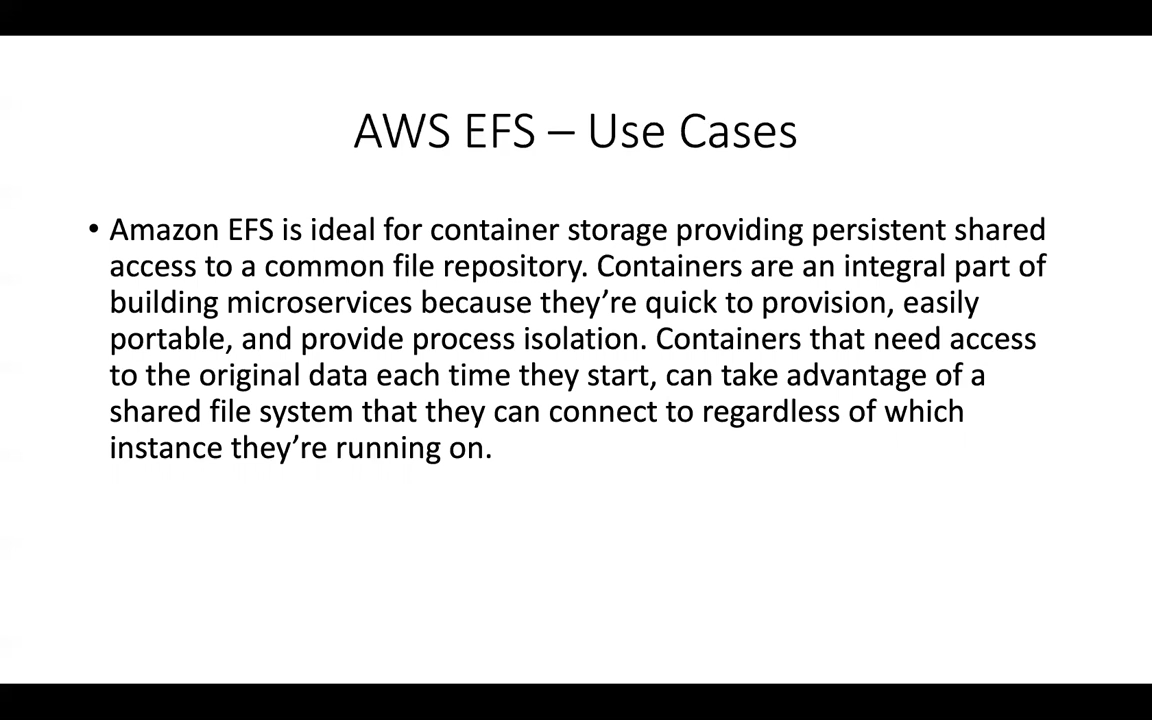 AWS EFS – Use Cases
• Amazon EFS is ideal for container storage providing persistent shared
access to a common file repository. Containers are an integral part of
building microservices because they’re quick to provision, easily
portable, and provide process isolation. Containers that need access
to the original data each time they start, can take advantage of a
shared file system that they can connect to regardless of which
instance they’re running on.